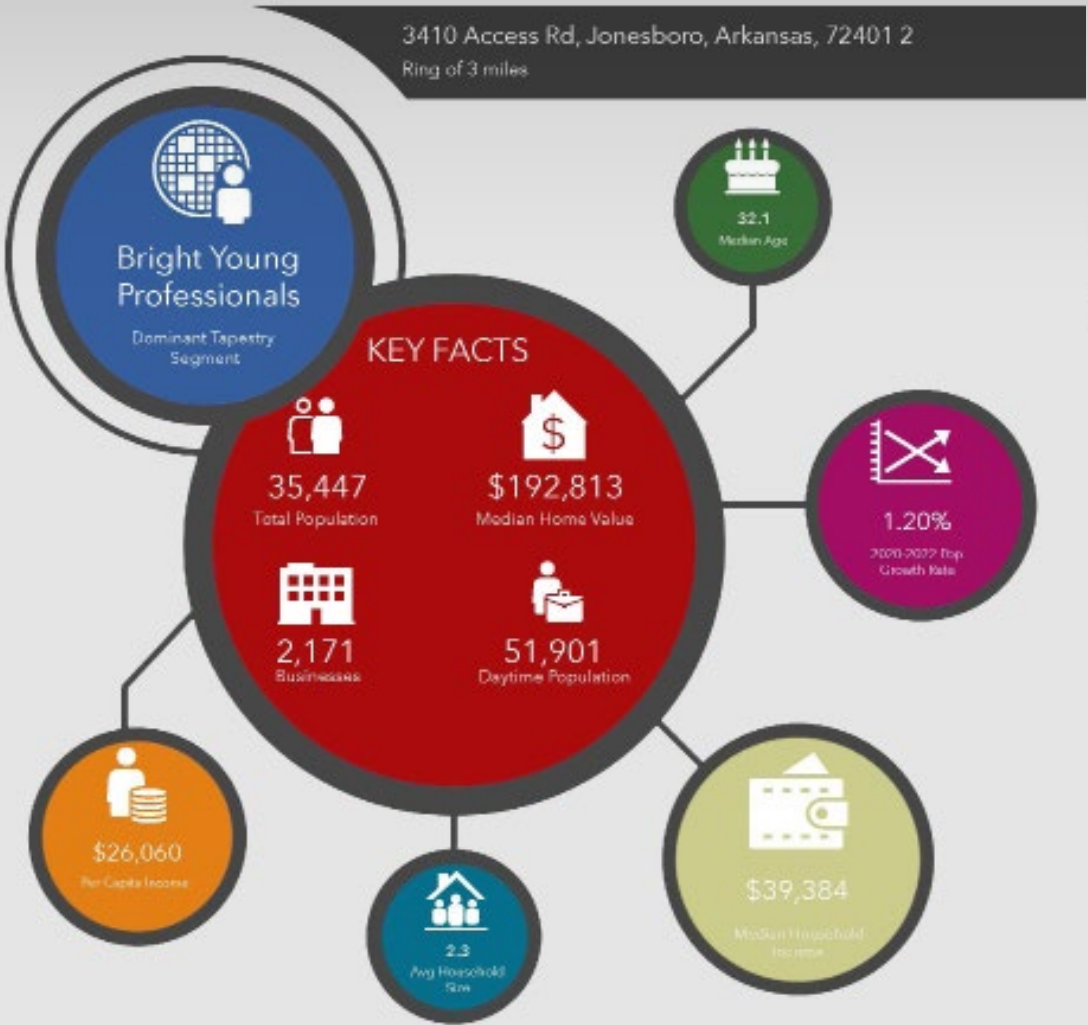 3410 Access Rd, Jonesboro, Arkansas, 72401 2
Ring of 3 miles
Bright Young
Professionals
Dominant Tapestry
Segment
32.1
Median Age
KEY FACTS
35,447
Total Population
$192,813
Median Home Value
2,171
Businesses
51,901
Daytime Population
1.20%
2020-2022 Pop
Growth Rate
$26,060
Per Capita Income
2.3
Avg Household
Size
$39,384
Median Household
Income